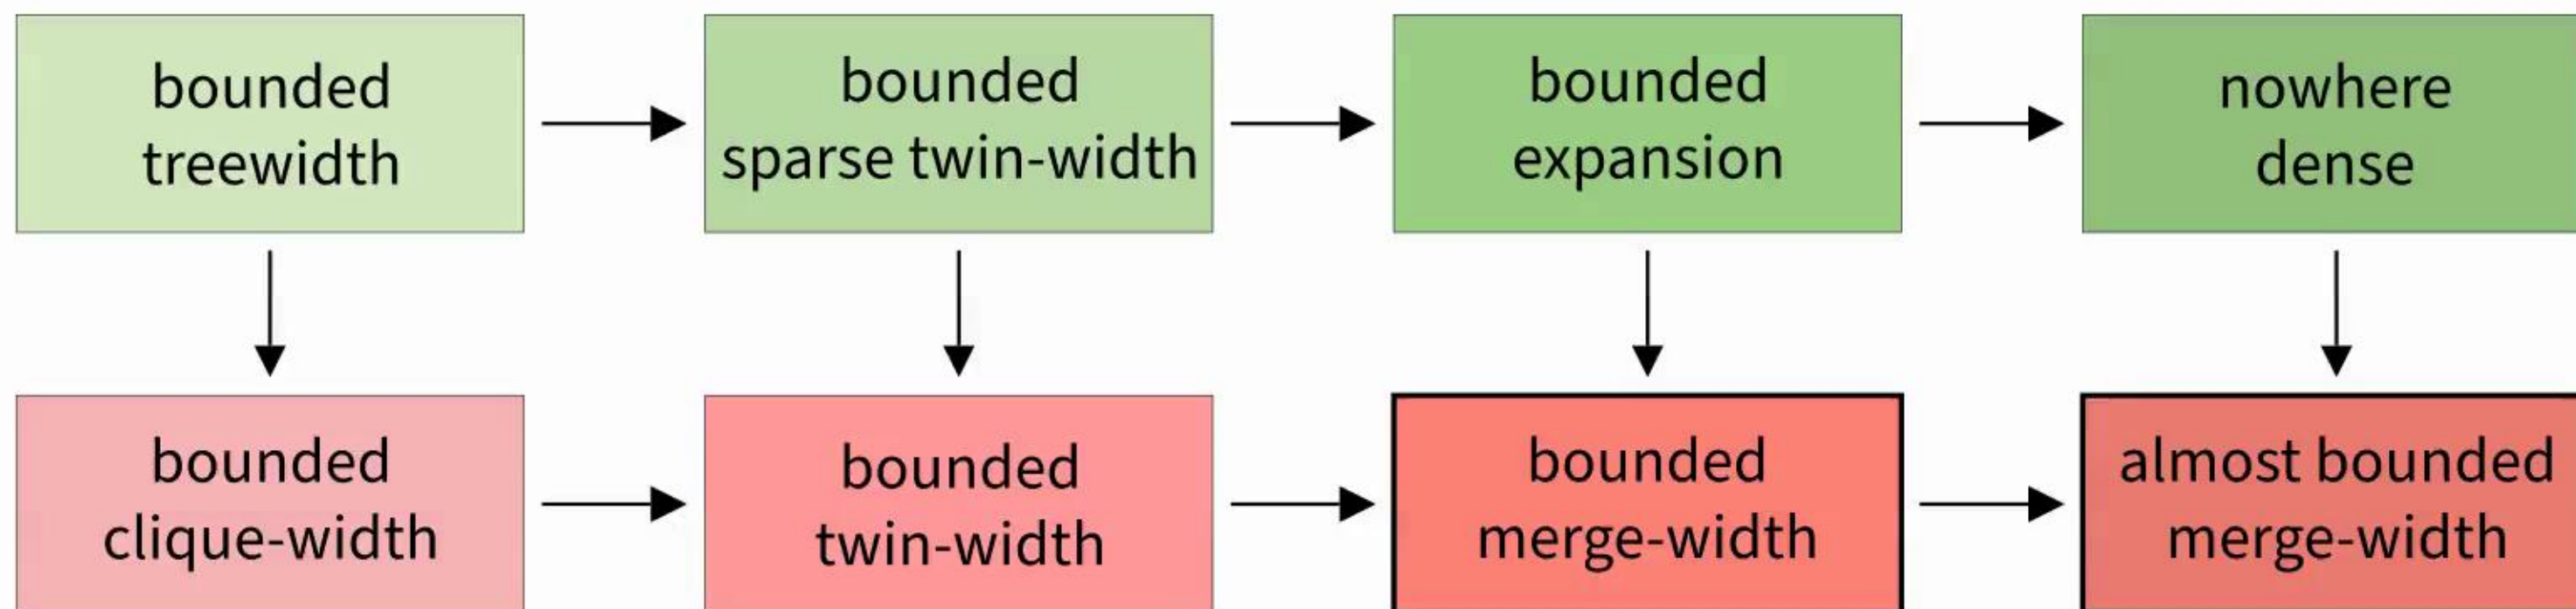 bounded
treewidth
bounded
sparse twin-width
bounded
expansion
nowhere
dense
bounded
clique-width
bounded
twin-width
bounded
merge-width
almost bounded
merge-width